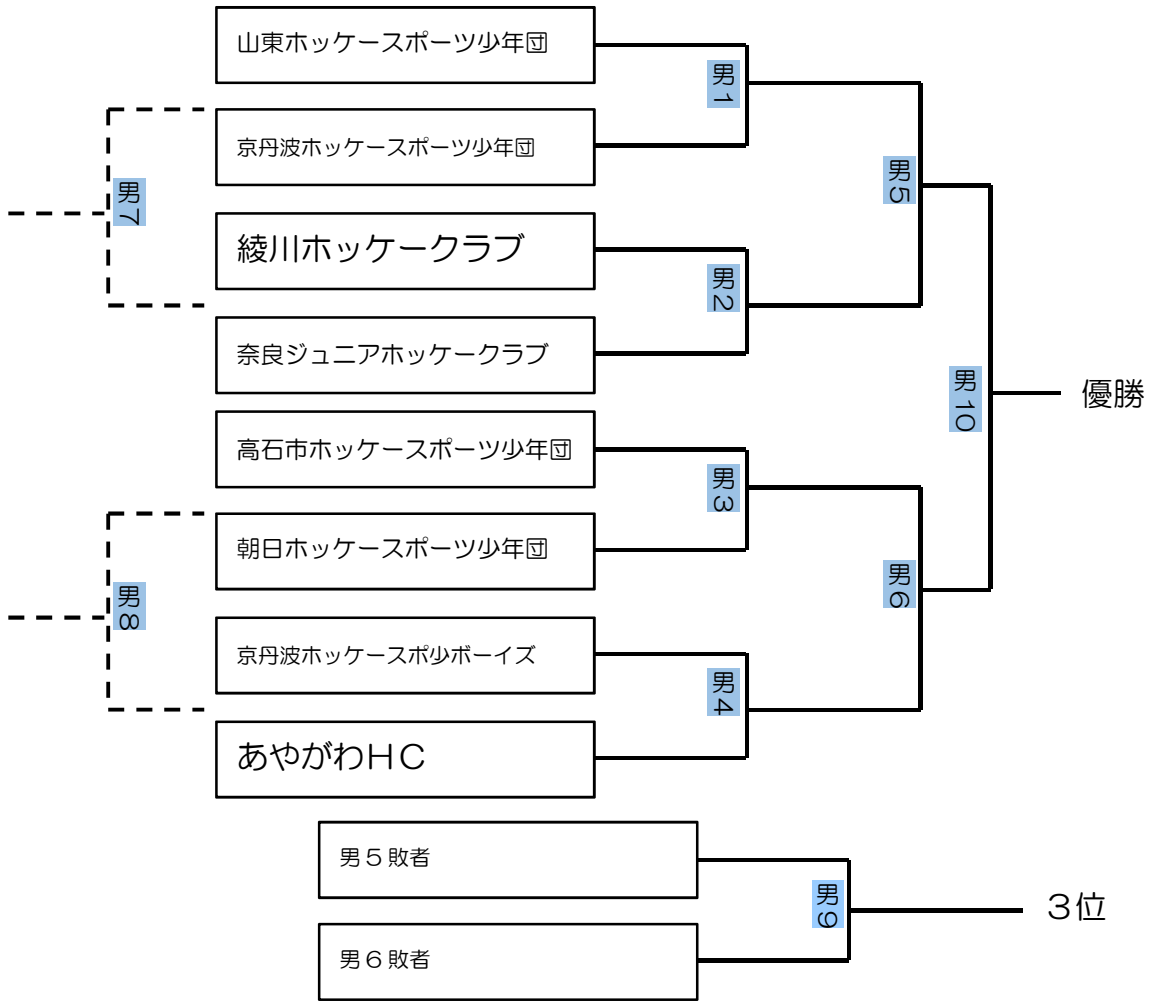 山東ホッケースポーツ少年団
男1
京丹波ホッケースポーツ少年団
男5
男7
綾川ホッケークラブ
男2
奈良ジュニアホッケークラブ
男10
優勝
高石市ホッケースポーツ少年団
男3
朝日ホッケースポーツ少年団
男6
男8
京丹波ホッケースポ少ボーイズ
男4
あやがわHC
男5敗者
男9
3位
男6敗者